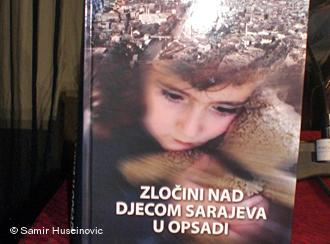 ZLOČINI NAD
DJECOM SARAJEVA
U OPSADI
© Samir Huseinovic